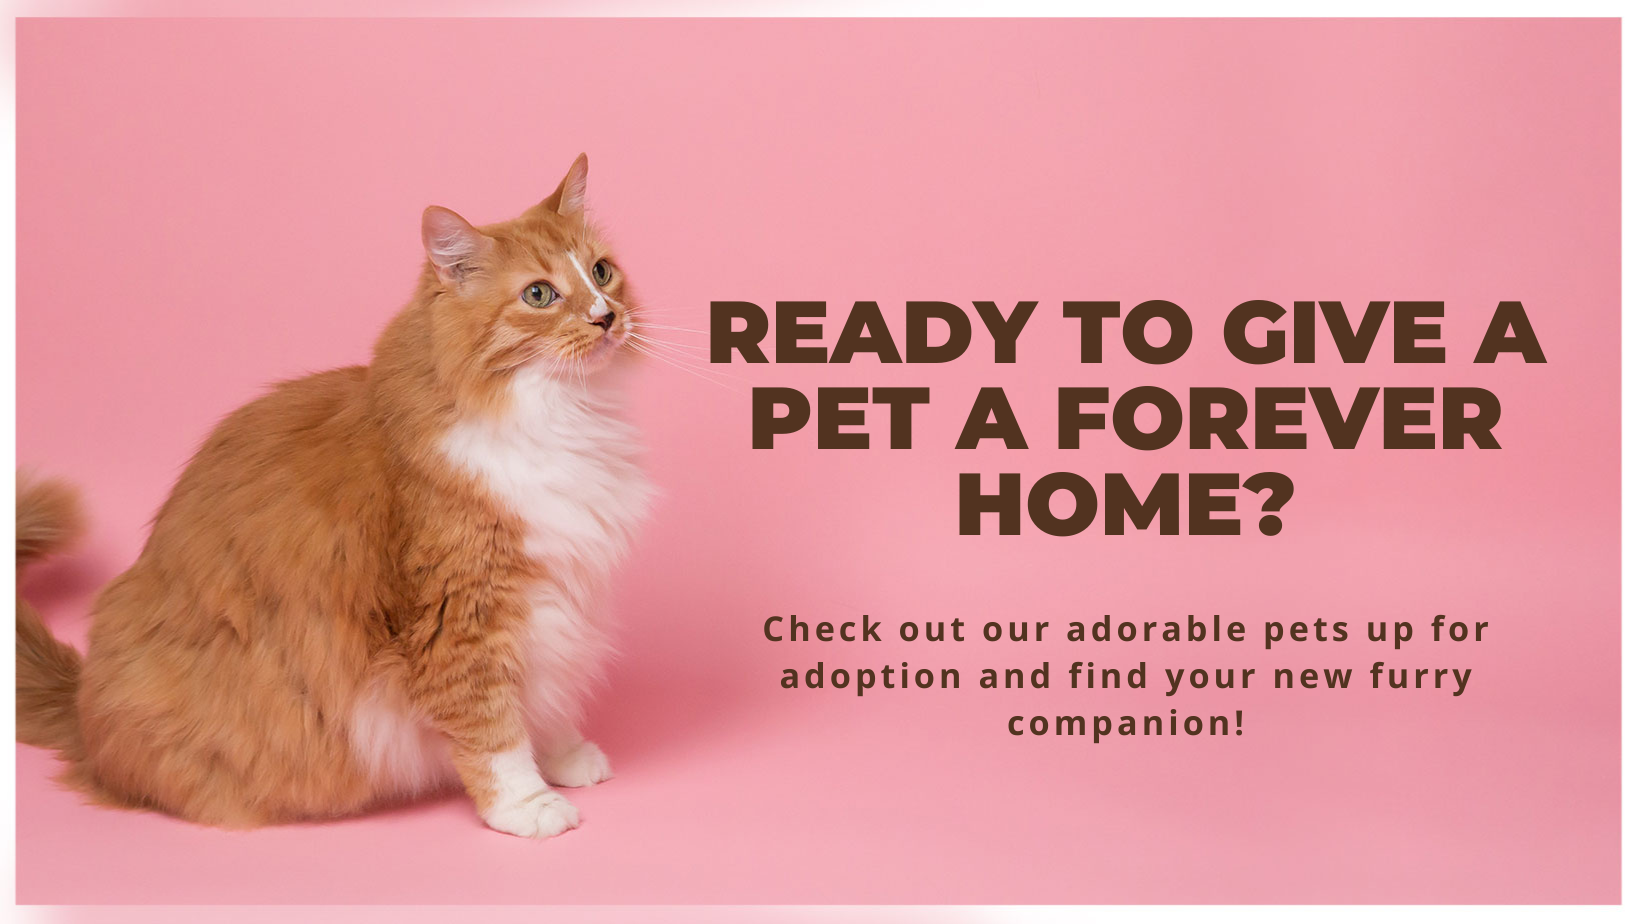 READY TO GIVE A
PET A FOREVER
HOME?
Check out our adorable pets up for
adoption and find your new furry
companion!